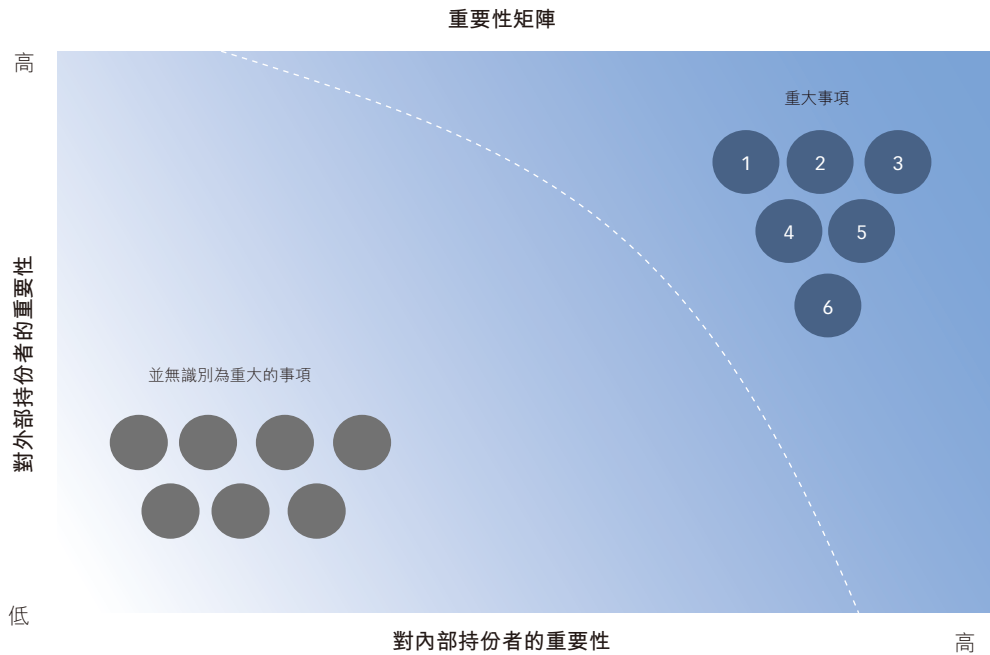 重要性矩陣
高
重大事項
1
2
3
4
5
6
對外部持份者的重要性
並無識別為重大的事項
低
對內部持份者的重要性
高